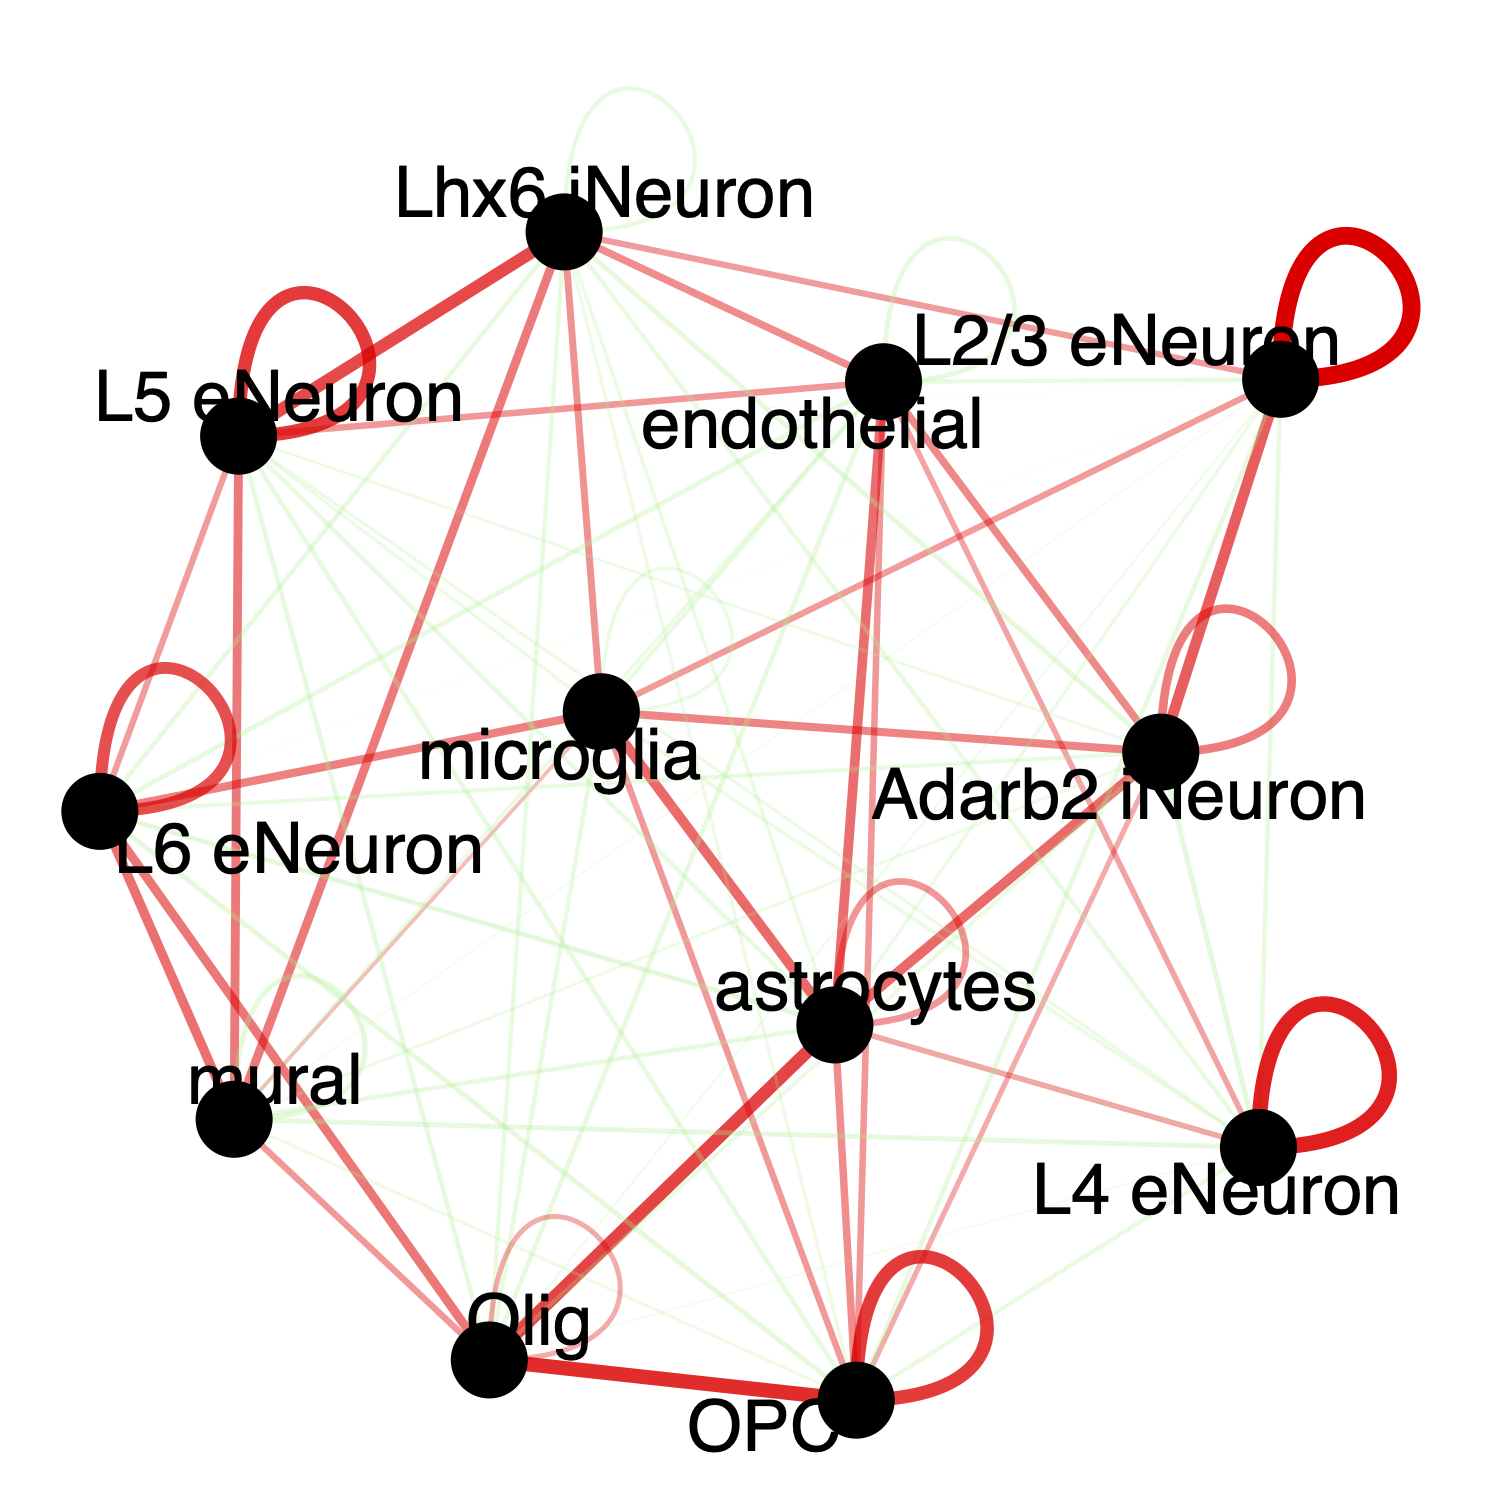 Lhx6 iNeuron
L2/3 eNeuron
L5 eNeuron
endothelial
microglia
Adarb2 iNeuron
L6 eNeuron
astrocytes
mural
L4 eNeuron
Olig
OPC